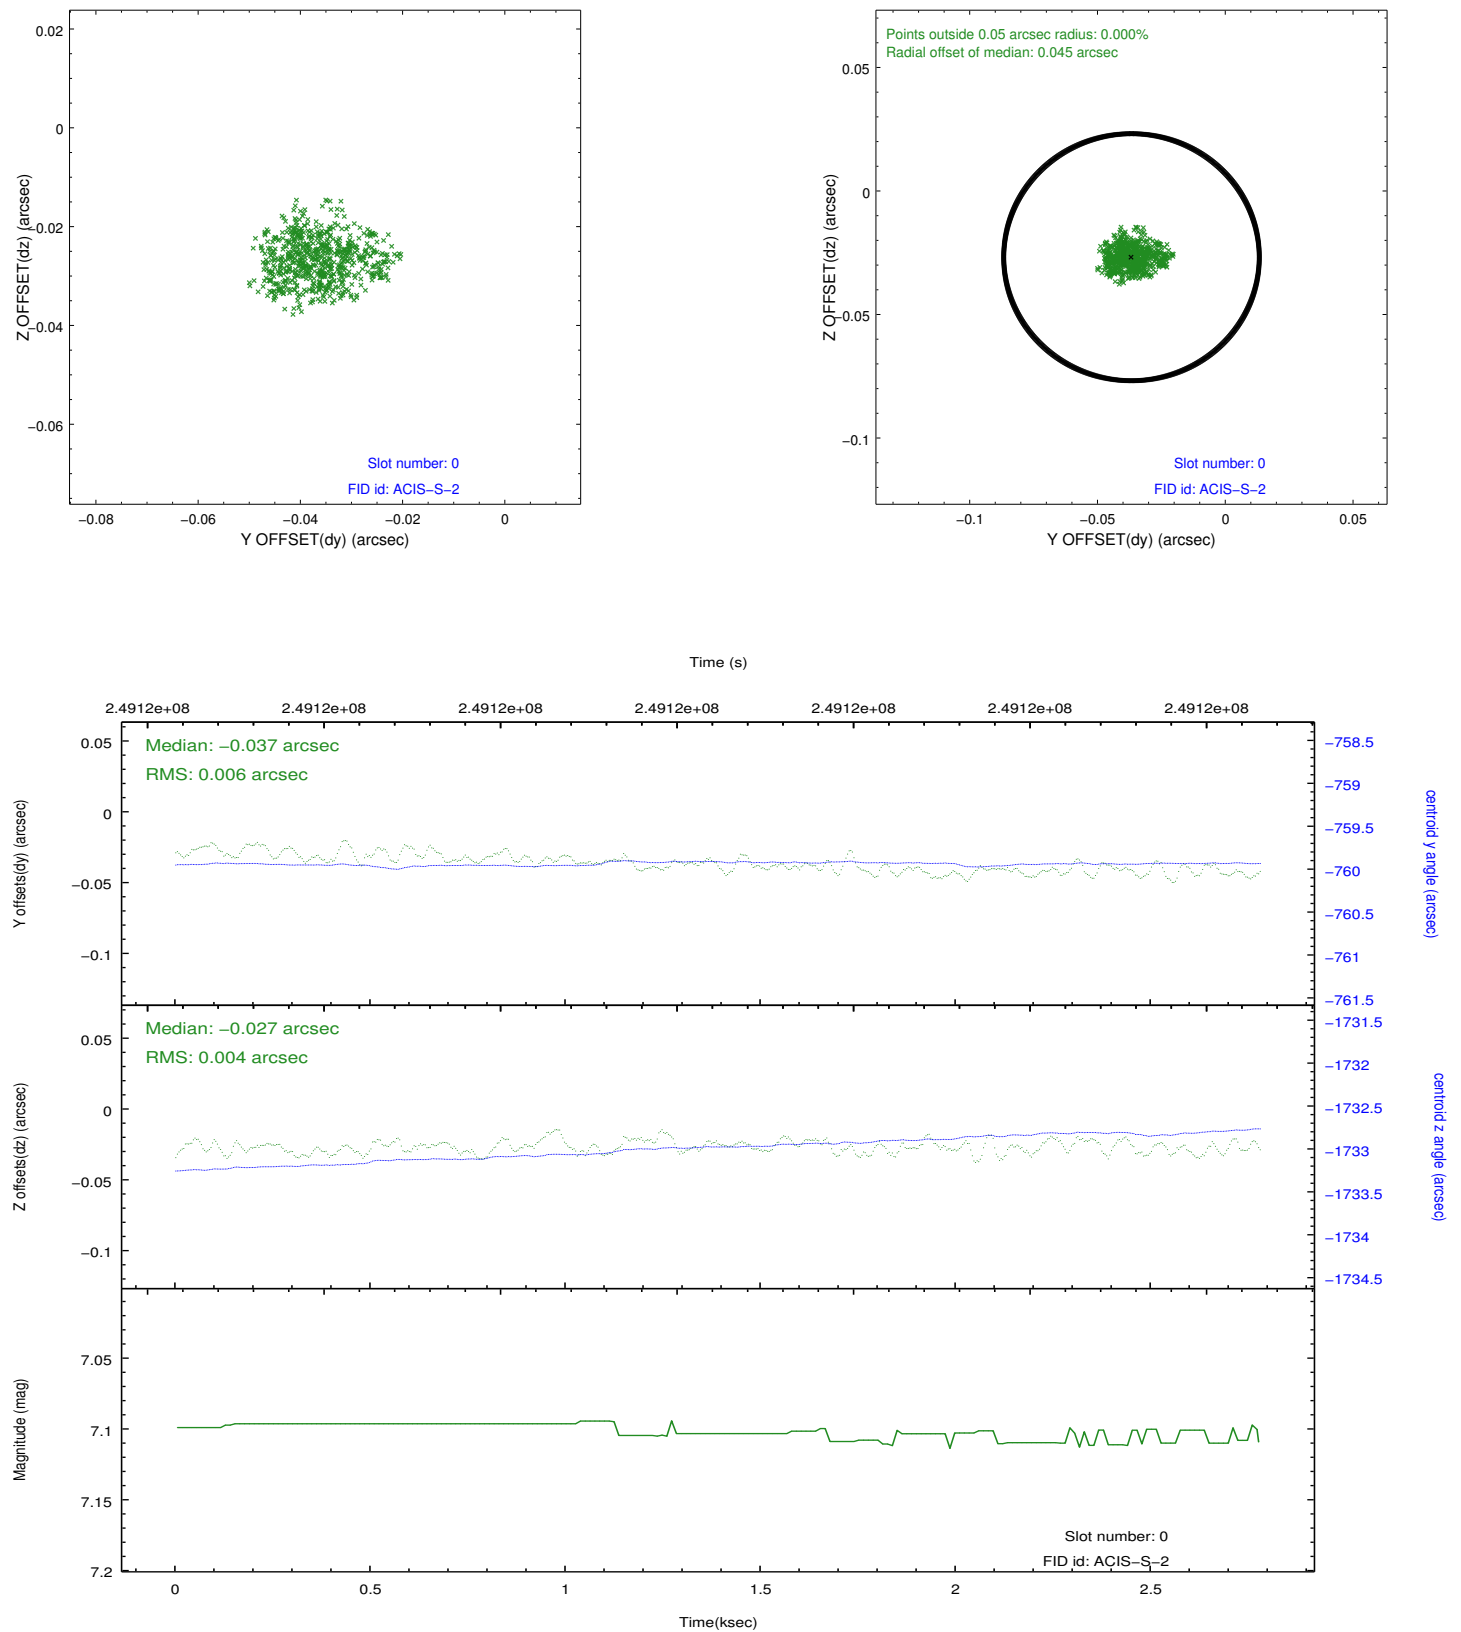 0.02
0
−0.02
−0.04
−0.06
Z OFFSET(dz) (arcsec)
Slot number: 0
FID id: ACIS−S−2
−0.08
−0.06
−0.04
−0.02
0
Y OFFSET(dy) (arcsec)
Points outside 0.05 arcsec radius: 0.000%
Radial offset of median: 0.045 arcsec
0.05
0
−0.05
−0.1
Z OFFSET(dz) (arcsec)
Slot number: 0
FID id: ACIS−S−2
−0.1
−0.05
0
0.05
Y OFFSET(dy) (arcsec)
Time (s)
2.4912e+08
2.4912e+08
2.4912e+08
2.4912e+08
2.4912e+08
2.4912e+08
2.4912e+08
Median: −0.037 arcsec
RMS: 0.006 arcsec
0.05
0
−0.05
−0.1
Y offsets(dy) (arcsec)
−758.5
−759
−759.5
−760
−760.5
−761
−761.5
centroid y angle (arcsec)
Median: −0.027 arcsec
RMS: 0.004 arcsec
0.05
0
−0.05
−0.1
Z offsets(dz) (arcsec)
−1731.5
−1732
−1732.5
−1733
−1733.5
−1734
−1734.5
centroid z angle (arcsec)
7.05
7.1
7.15
7.2
Magnitude (mag)
Slot number: 0
FID id: ACIS−S−2
0
0.5
1
1.5
2
2.5
Time(ksec)